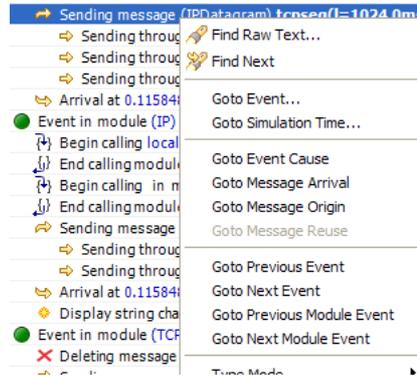 Sending message (IPDatagram) tcpseg(l=1024,0m
Sending throug
Sending throug
Sending throug
Arrival at 0.115848
Event in module (IP)
Begin calling local
End calling module
Begin calling in m
End calling module
Sending message
Sending throug
Sending throug
Arrival at 0.115848
Display string cha
Event in module (TCP
Deleting message
Find Raw Text...
Find Next
Goto Event...
Goto Simulation Time...
Goto Event Cause
Goto Message Arrival
Goto Message Origin
Goto Message Reuse
Goto Previous Event
Goto Next Event
Goto Previous Module Event
Goto Next Module Event
Type Mode